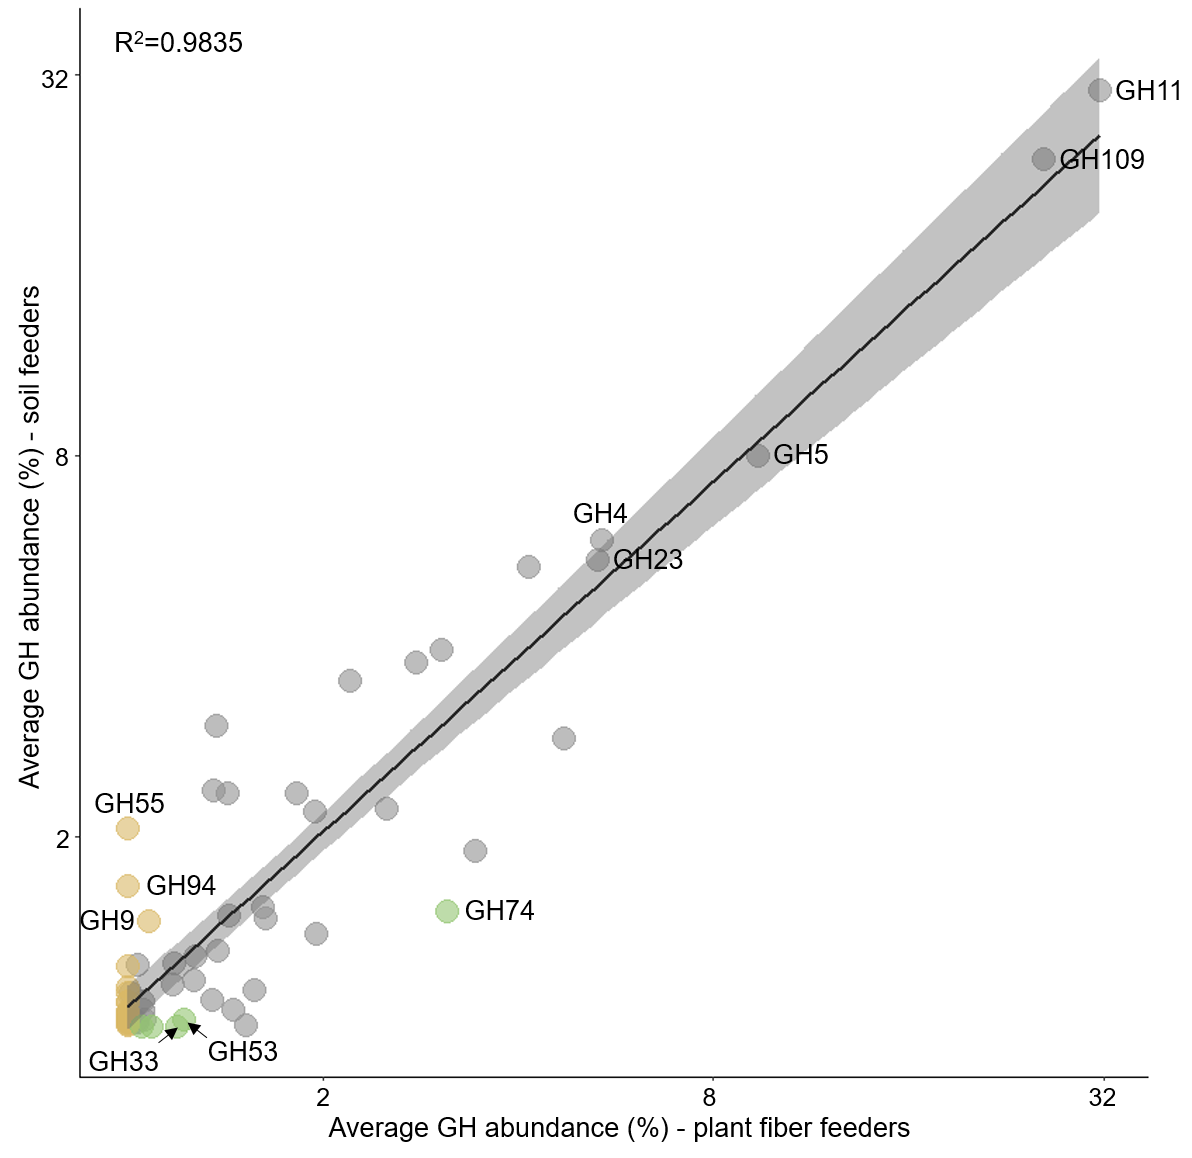 R²=0.9835
32
GH11
GH109
Average GH abundance (%) - soil feeders
8
GH5
GH4
GH23
GH55
2
GH94
GH9
GH74
GH33
GH53
2
8
32
Average GH abundance (%) - plant fiber feeders